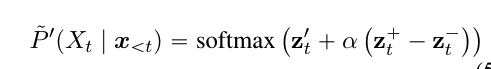 P̃′(X_t | x_{<t}) = softmax (z′_t + α (z⁺_t − z⁻_t))